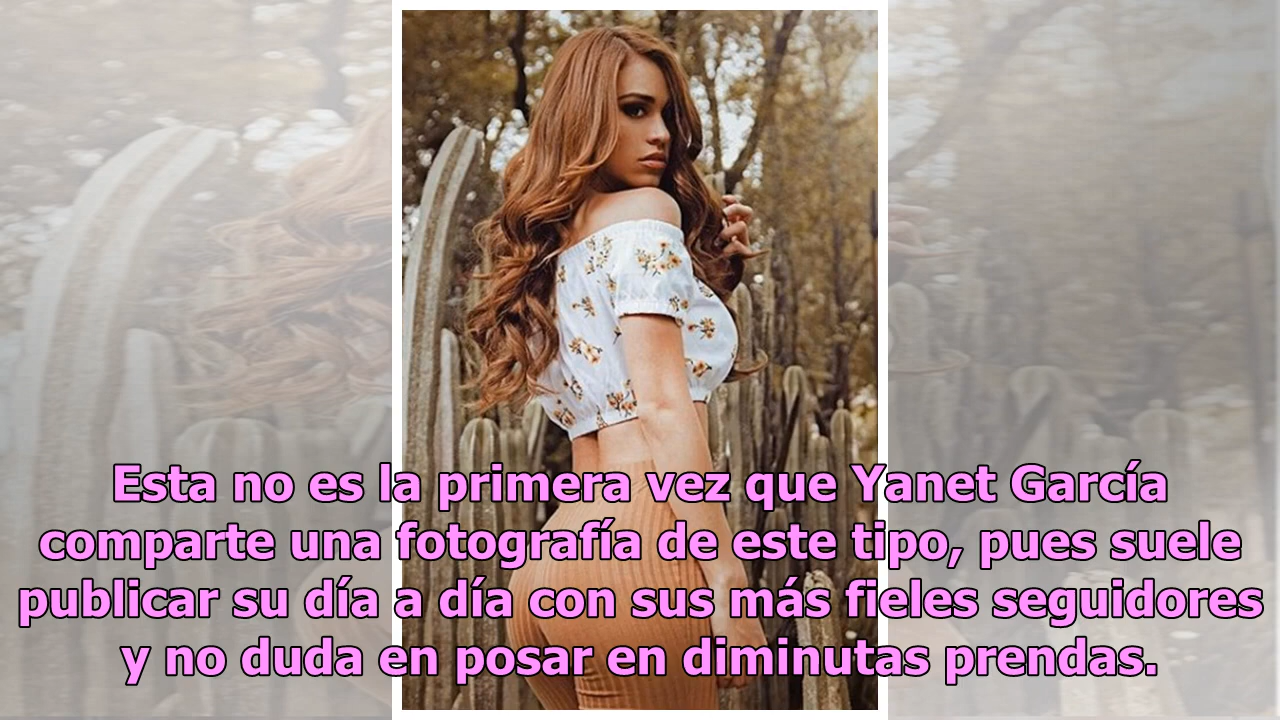 Esta no es la primera vez que Yanet García
comparte una fotografía de este tipo, pues suele
publicar su día a día con sus más fieles seguidores
y no duda en posar en diminutas prendas.